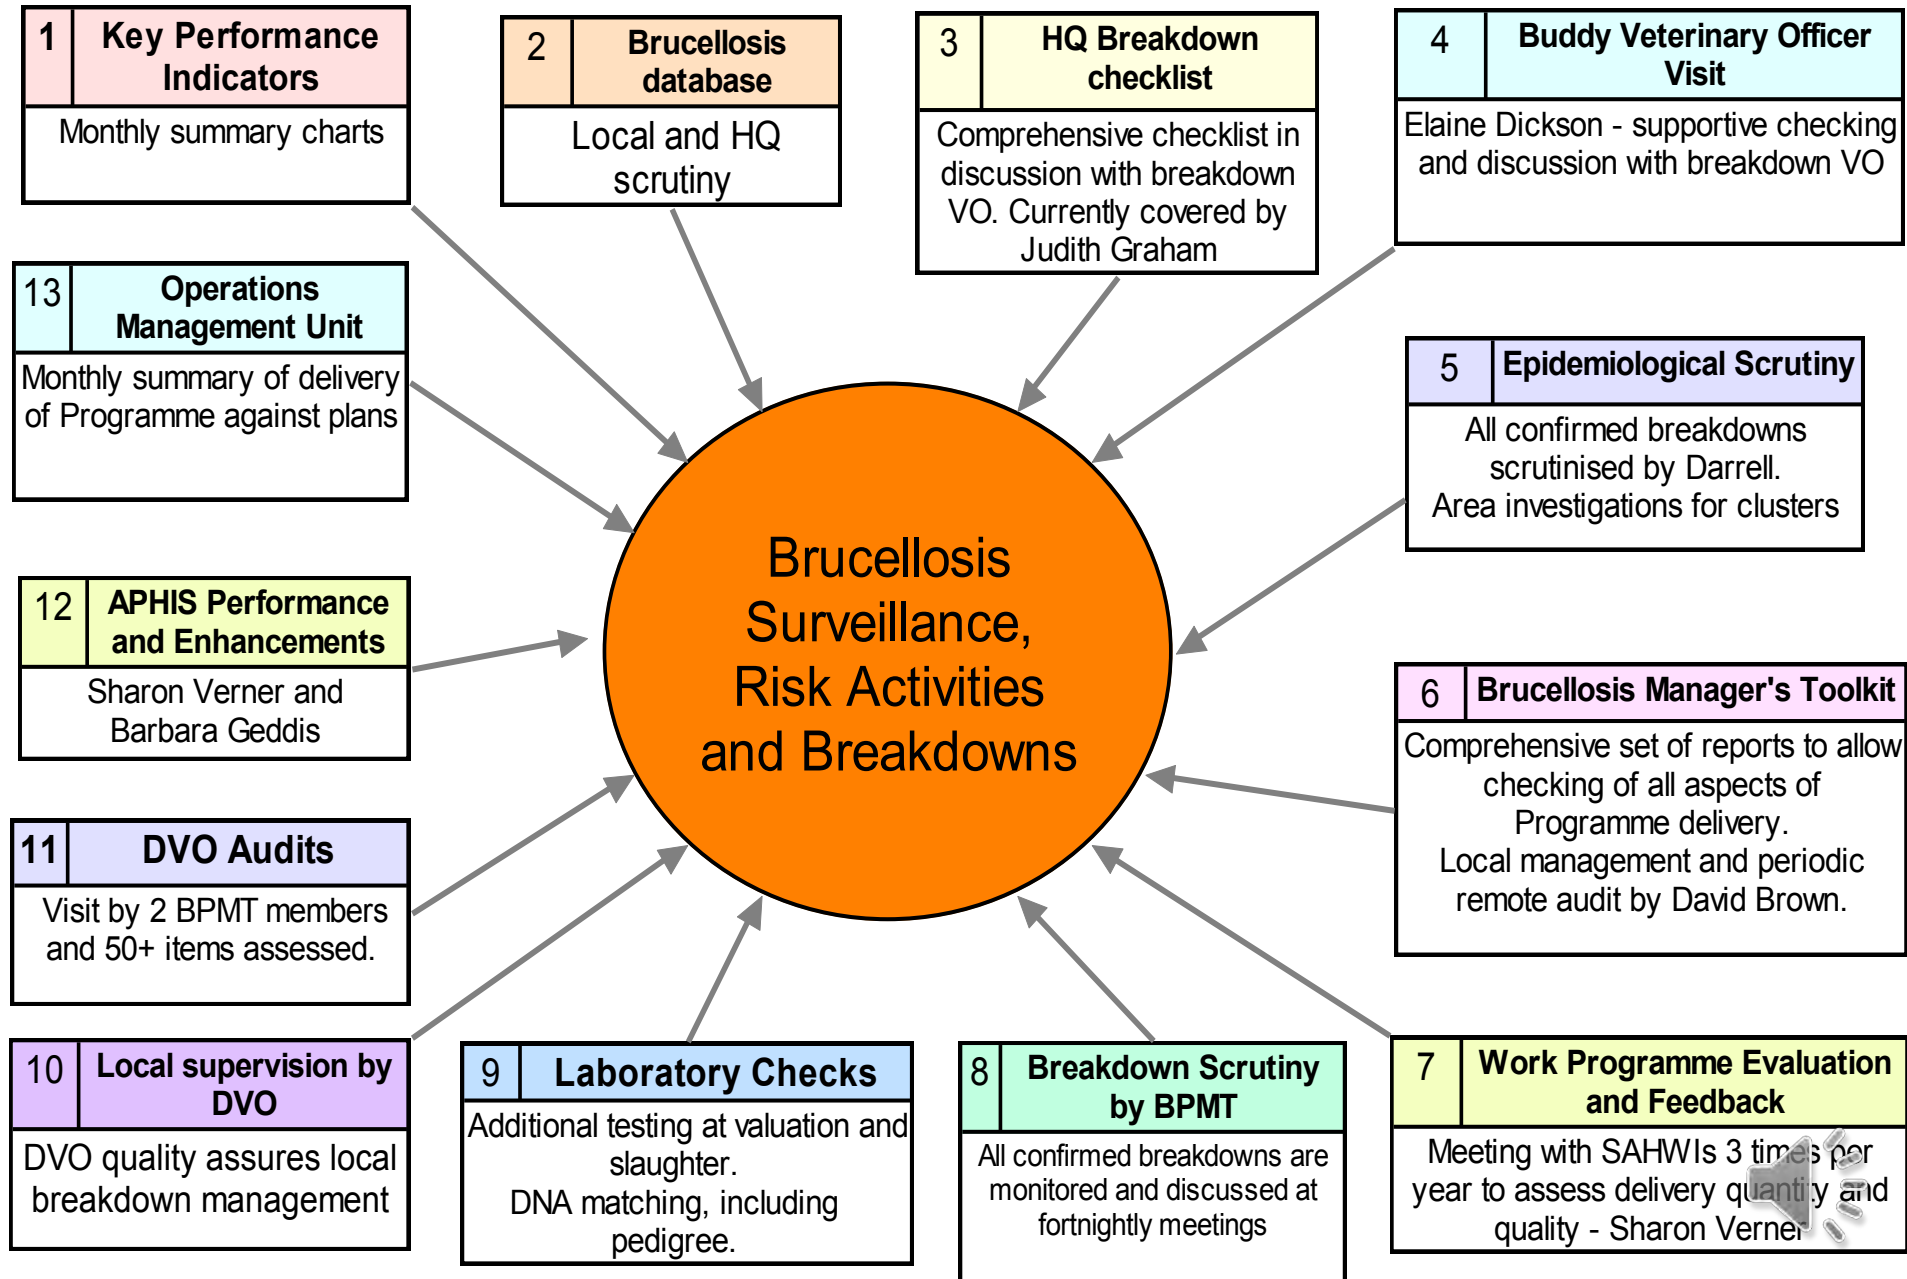 1
Key Performance
Indicators
Monthly summary charts
2
Brucellosis
database
Local and HQ
scrutiny
3
HQ Breakdown
checklist
Comprehensive checklist in
discussion with breakdown
VO. Currently covered by
Judith Graham
4
Buddy Veterinary Officer
Visit
Elaine Dickson - supportive checking
and discussion with breakdown VO
13
Operations
Management Unit
Monthly summary of delivery
of Programme against plans
5
Epidemiological Scrutiny
All confirmed breakdowns
scrutinised by Darrell.
Area investigations for clusters
Brucellosis
Surveillance,
Risk Activities
and Breakdowns
12
APHIS Performance
and Enhancements
Sharon Verner and
Barbara Geddis
6
Brucellosis Manager's Toolkit
Comprehensive set of reports to allow
checking of all aspects of
Programme delivery.
Local management and periodic
remote audit by David Brown.
11
DVO Audits
Visit by 2 BPMT members
and 50+ items assessed.
10
Local supervision by
DVO
DVO quality assures local
breakdown management
9
Laboratory Checks
Additional testing at valuation and
slaughter.
DNA matching, including
pedigree.
8
Breakdown Scrutiny
by BPMT
All confirmed breakdowns are
monitored and discussed at
fortnightly meetings
7
Work Programme Evaluation
and Feedback
Meeting with SAHWIs 3 times per
year to assess delivery quantity and
quality - Sharon Verner